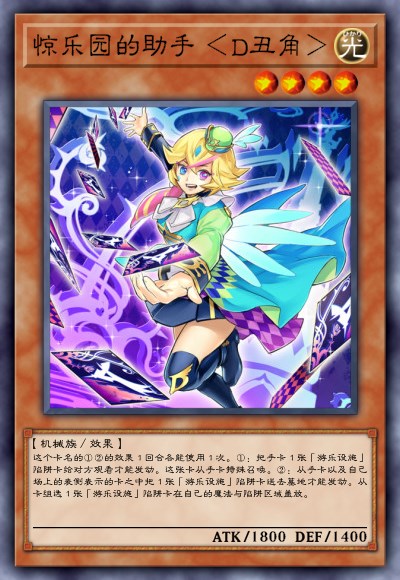 惊乐园的助手 ＜D丑角＞
光
【机械族／效果】
这个卡名的①②的效果1回合各能使用1次。①：把手卡1张「游乐设施」
陷阱卡给对方观看才能发动。这张卡从手卡特殊召唤。②：从手卡以及自己
场上的表侧表示的卡之中把1张「游乐设施」陷阱卡送去墓地才能发动。从
卡组选1张「游乐设施」陷阱卡在自己的魔法与陷阱区域盖放。
ATK/1800 DEF/1400